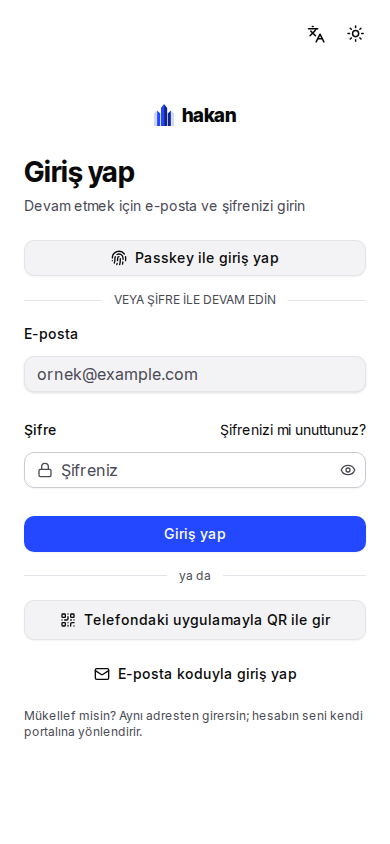 hakan
Giriş yap
Devam etmek için e-posta ve şifrenizi girin
Passkey ile giriş yap
VEYA ŞİFRE İLE DEVAM EDİN
E-posta
ornek@example.com
Şifre
Şifrenizi mi unuttunuz?
Şifreniz
Giriş yap
ya da
Telefondaki uygulamayla QR ile gir
E-posta koduyla giriş yap
Mükellef misin? Aynı adresten girersin; hesabın seni kendi
portalına yönlendirir.